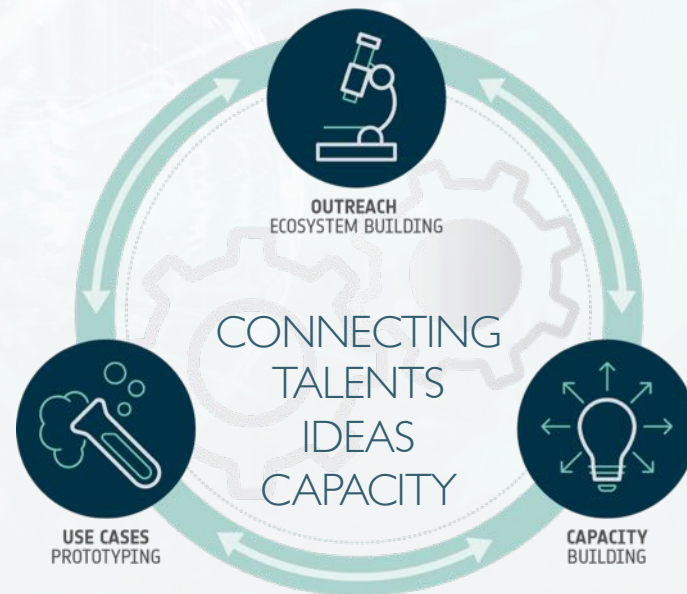 OUTREACH
ECOSYSTEM BUILDING
CONNECTING
TALENTS
IDEAS
CAPACITY
USE CASES
PROTOTYPING
CAPACITY
BUILDING